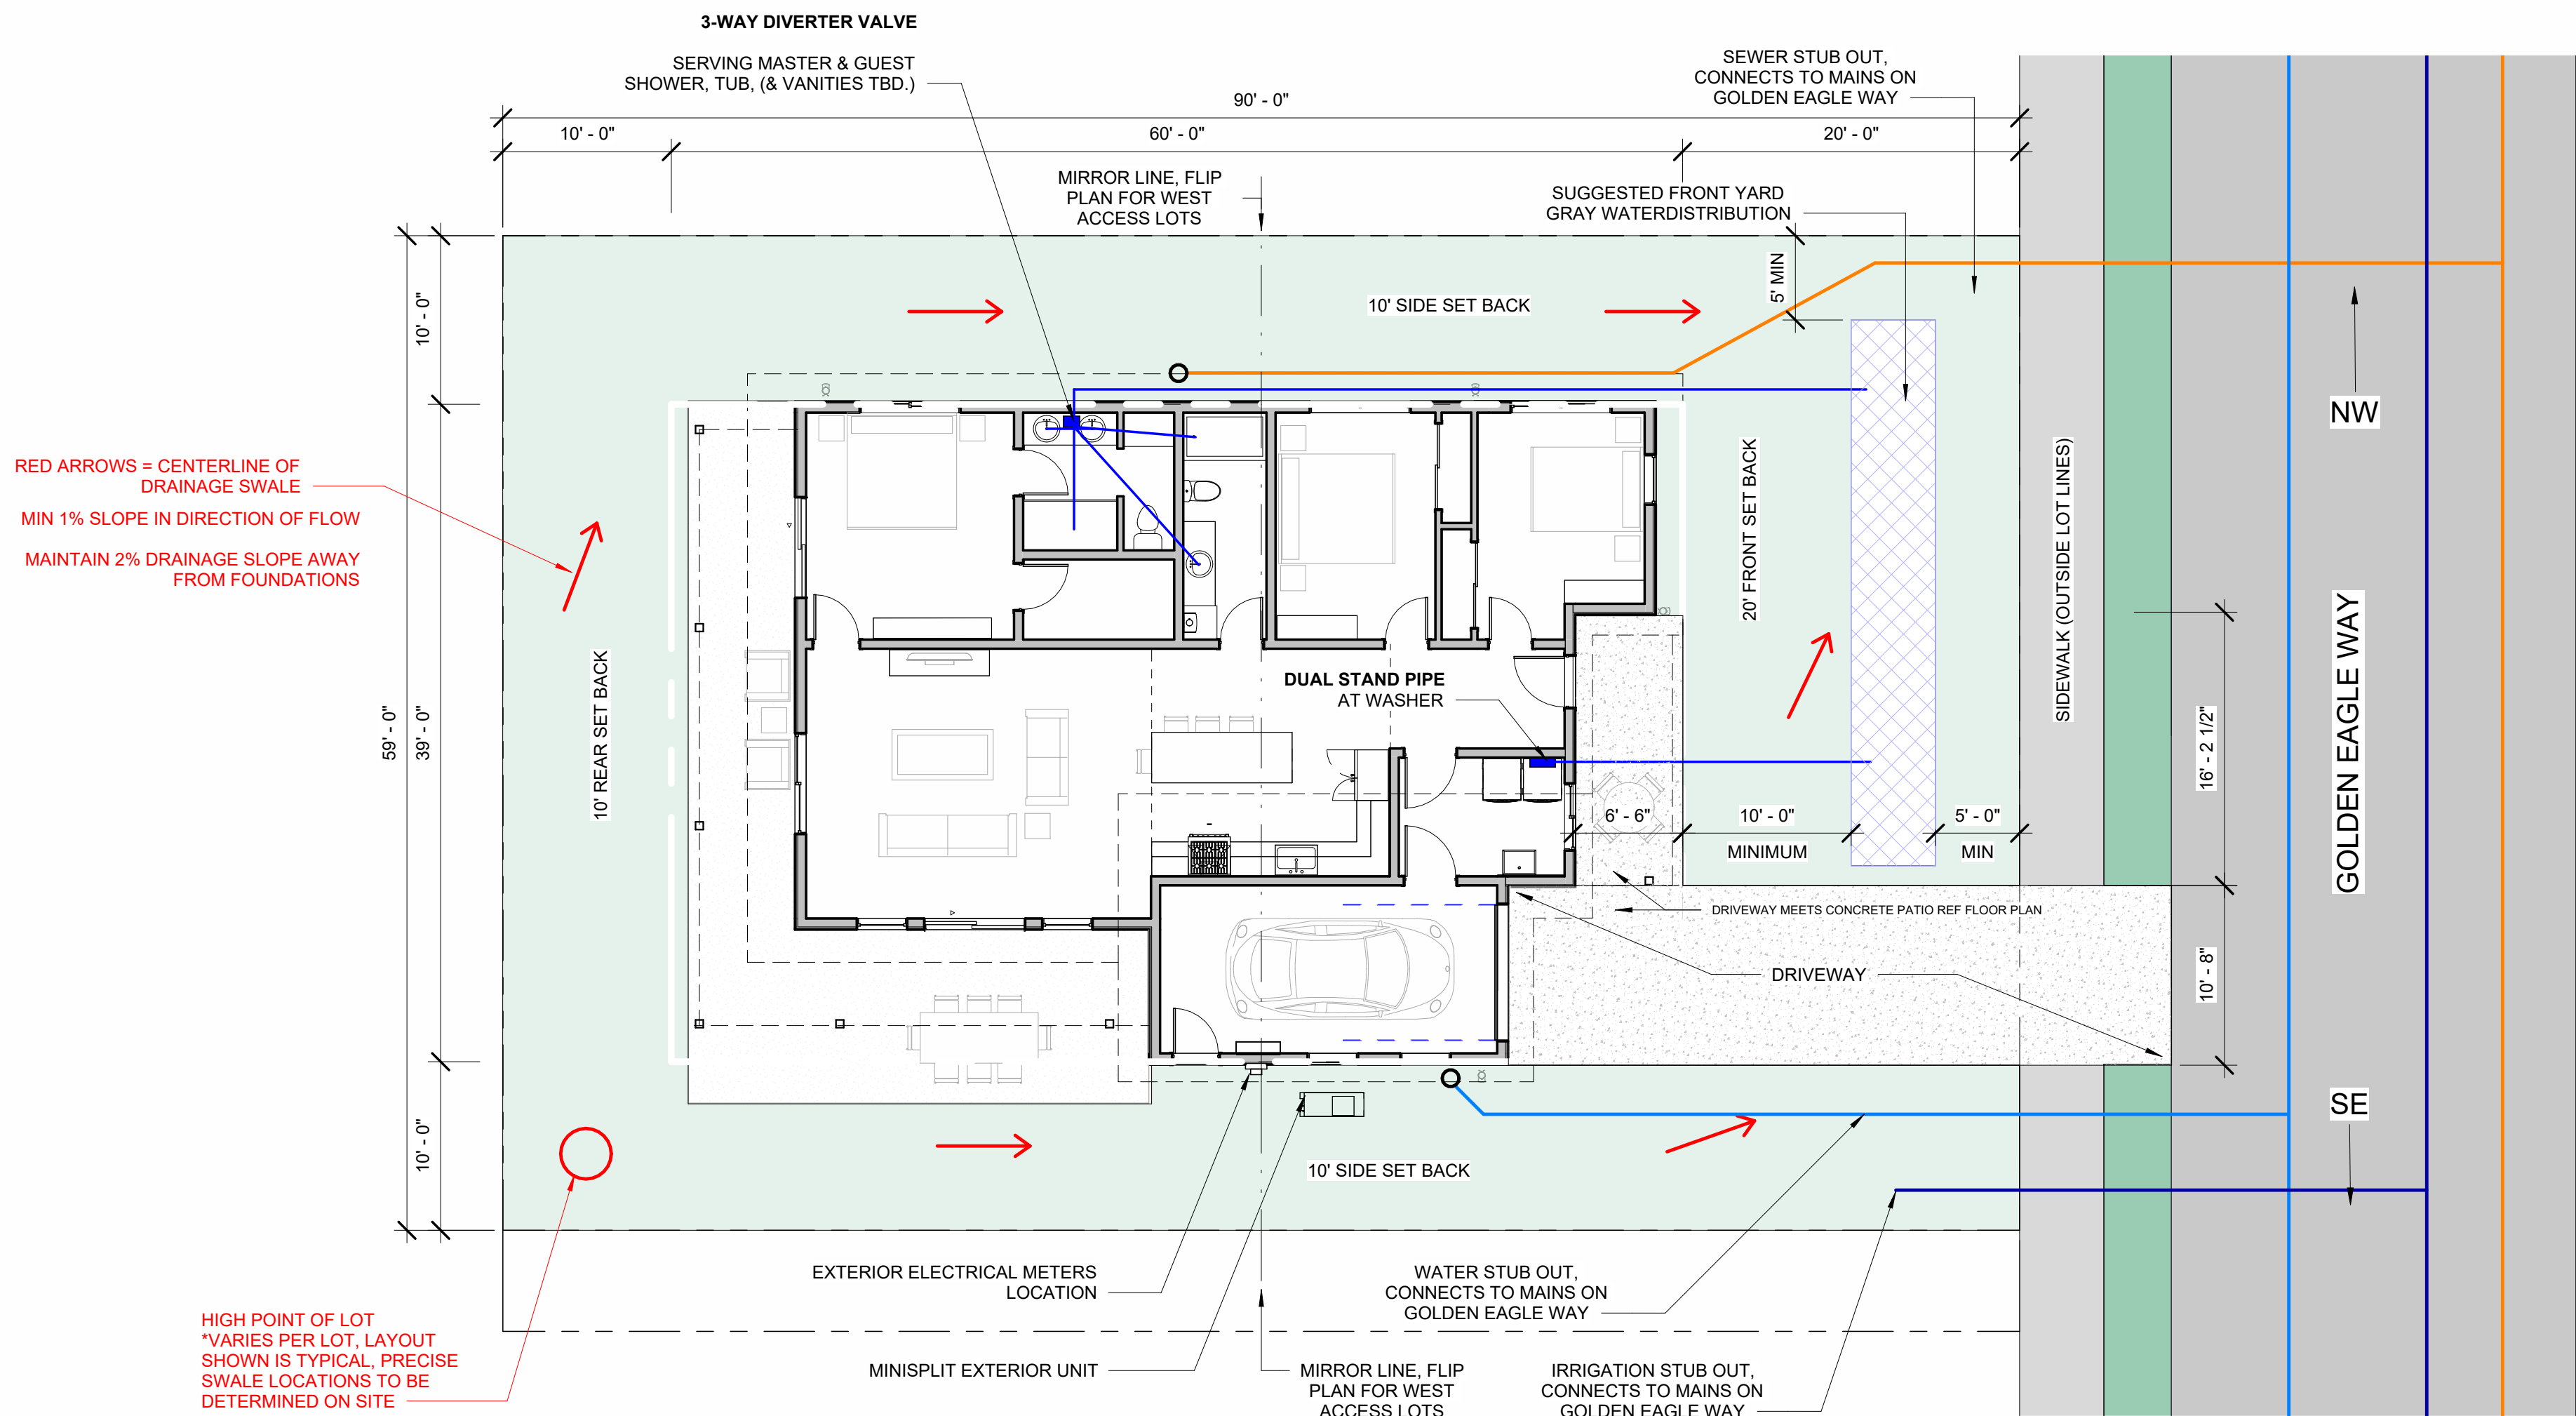 3-WAY DIVERTER VALVE
SERVING MASTER & GUEST
SHOWER, TUB, (& VANITIES TBD.)
SEWER STUB OUT,
CONNECTS TO MAINS ON
GOLDEN EAGLE WAY
90' - 0"
10' - 0"
60' - 0"
20' - 0"
MIRROR LINE, FLIP
PLAN FOR WEST
ACCESS LOTS
SUGGESTED FRONT YARD
GRAY WATERDISTRIBUTION
5' MIN
10' SIDE SET BACK
10' - 0"
NW
RED ARROWS = CENTERLINE OF
DRAINAGE SWALE
MIN 1% SLOPE IN DIRECTION OF FLOW
MAINTAIN 2% DRAINAGE SLOPE AWAY
FROM FOUNDATIONS
20' FRONT SET BACK
SIDEWALK (OUTSIDE LOT LINES)
GOLDEN EAGLE WAY
59' - 0"
39' - 0"
10' REAR SET BACK
DUAL STAND PIPE
AT WASHER
16' - 2 1/2"
6' - 6"
10' - 0"
MINIMUM
5' - 0"
MIN
DRIVEWAY MEETS CONCRETE PATIO REF FLOOR PLAN
DRIVEWAY
10' - 8"
SE
10' - 0"
10' SIDE SET BACK
EXTERIOR ELECTRICAL METERS
LOCATION
WATER STUB OUT,
CONNECTS TO MAINS ON
GOLDEN EAGLE WAY
HIGH POINT OF LOT
*VARIES PER LOT, LAYOUT
SHOWN IS TYPICAL, PRECISE
SWALE LOCATIONS TO BE
DETERMINED ON SITE
MINISPLIT EXTERIOR UNIT
MIRROR LINE, FLIP
PLAN FOR WEST
ACCESS LOTS
IRRIGATION STUB OUT,
CONNECTS TO MAINS ON
GOLDEN EAGLE WAY